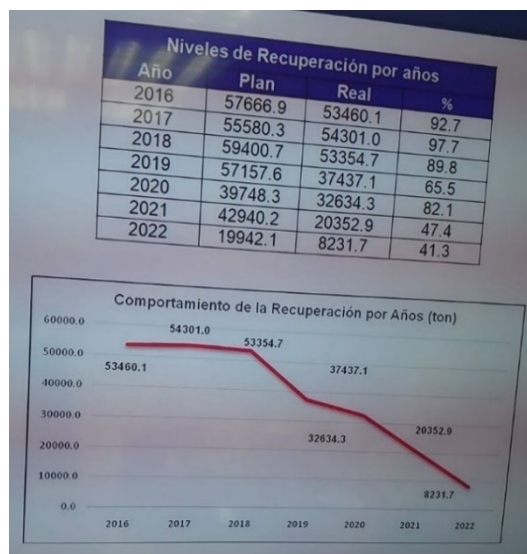 Niveles de Recuperación por años
Año Plan Real %
2016 57666.9 53460.1 92.7
2017 55580.3 54301.0 97.7
2018 59400.7 53354.7 89.8
2019 57157.6 37437.1 65.5
2020 39748.3 32634.3 82.1
2021 42940.2 20352.9 47.4
2022 19942.1 8231.7 41.3
Comportamiento de la Recuperación por Años (ton)
60000.0
50000.0
40000.0
30000.0
20000.0
10000.0
0.0
53460.1
54301.0
53354.7
37437.1
32634.3
20352.9
8231.7
2016 2017 2018 2019 2020 2021 2022